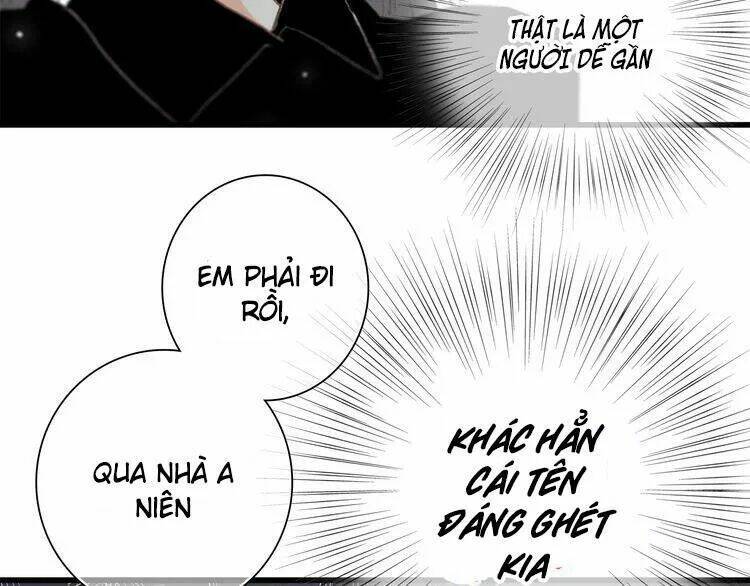 THẬT LÀ MỘT
NGƯỜI DỄ GẦN
EM PHẢI ĐI
RỒI,
QUA NHÀ A
NIÊN
KHÁC HẲN
CÁI TÊN
ĐÁNG GHÉT
KIA